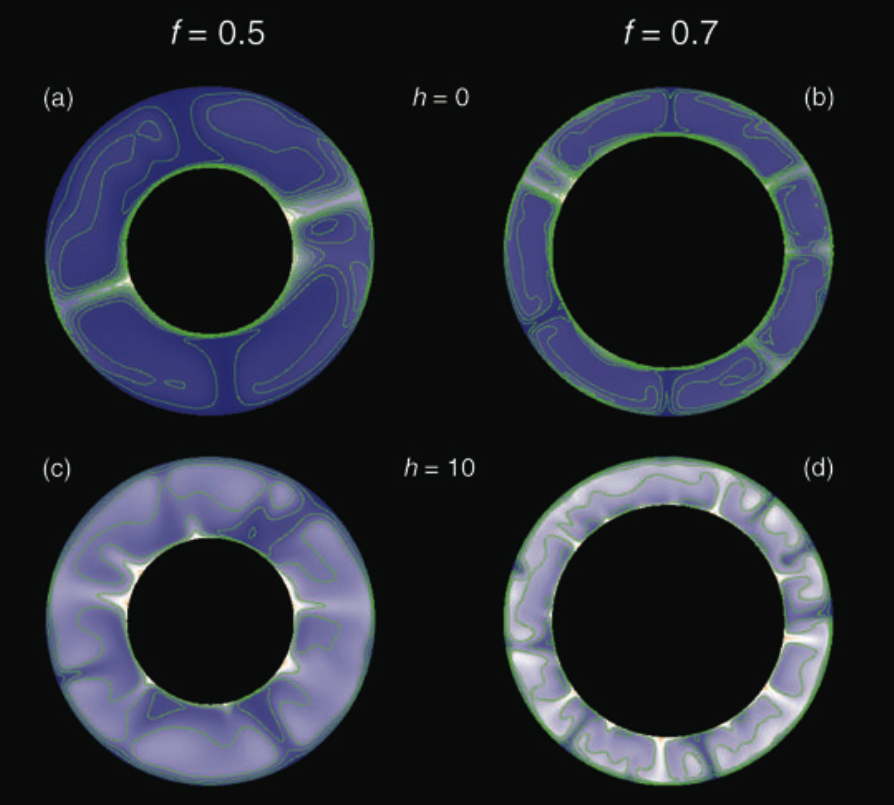 f = 0.5 f = 0.7
(a) h = 0 (b)
(c) h = 10 (d)